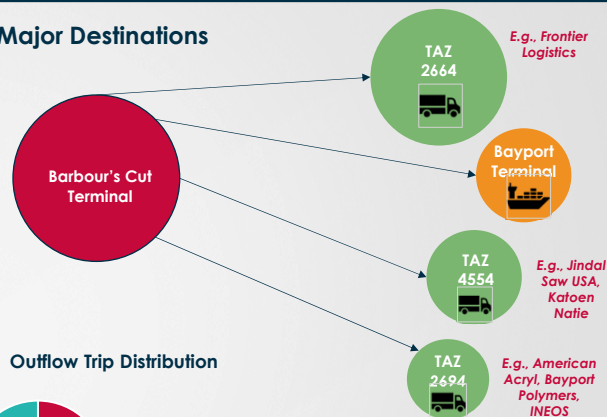 Major Destinations
TAZ
2664
E.g., Frontier
Logistics
Barbour's Cut
Terminal
Bayport
Terminal
TAZ
4554
E.g., Jindal
Saw USA,
Katoen
Natie
Outflow Trip Distribution
TAZ
2694
E.g., American
Acryl, Bayport
Polymers,
INEOS